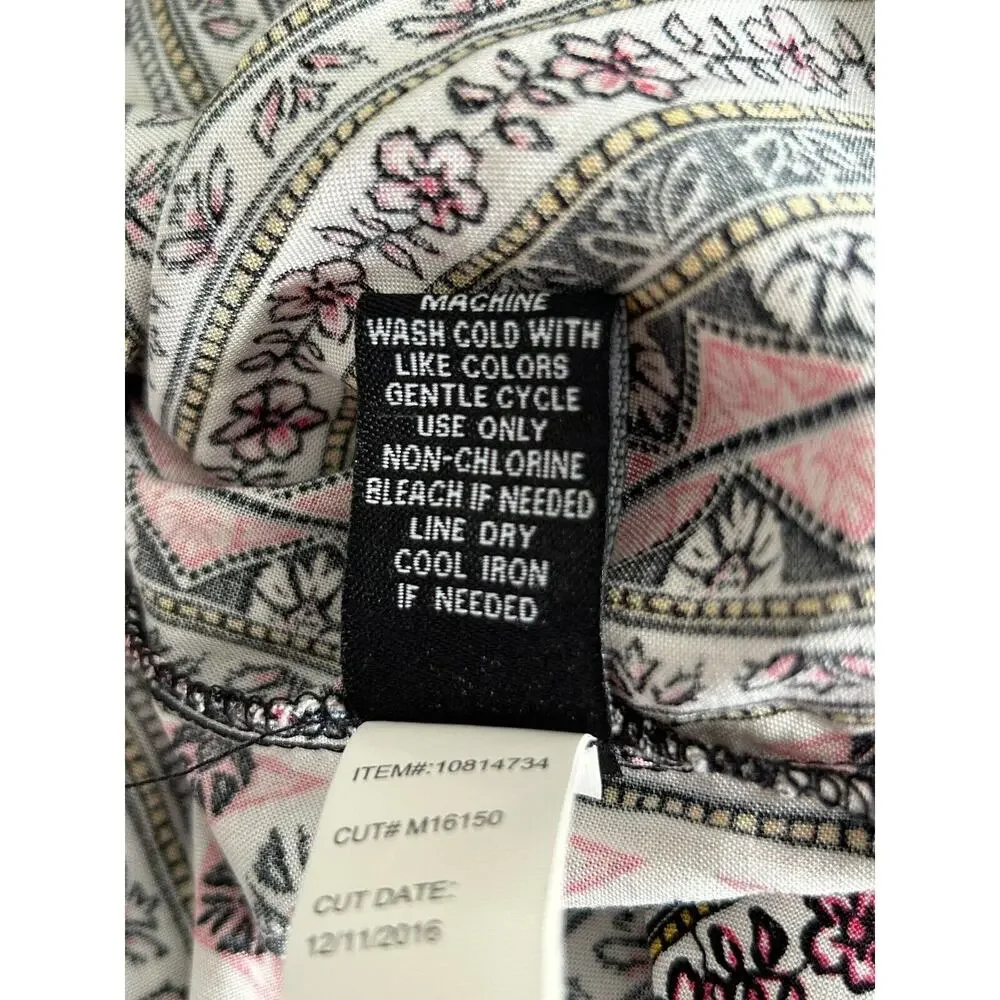 MACHINE
WASH COLD WITH
LIKE COLORS
GENTLE CYCLE
USE ONLY
NON-CHLORINE
BLEACH IF NEEDED
LINE DRY
COOL IRON
IF NEEDED
ITEM#:10814734
CUT# M16150
CUT DATE:
12/11/2016